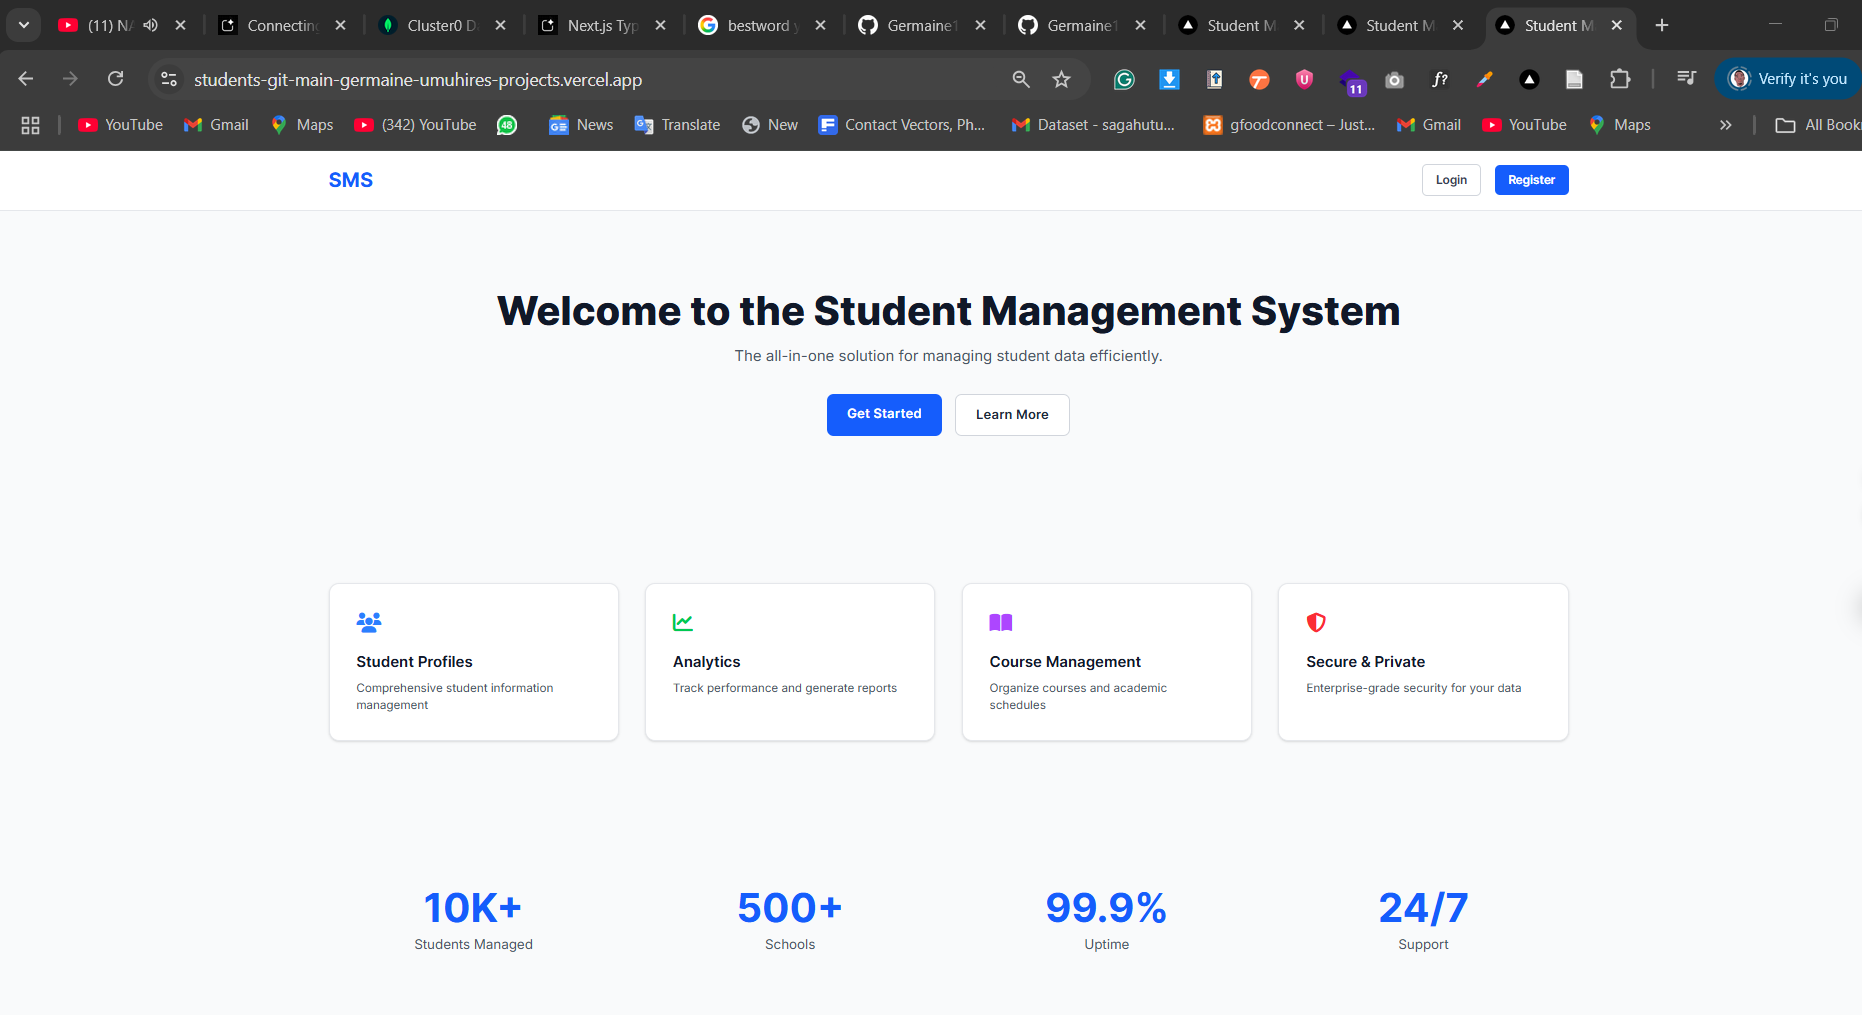 (11) NA
Connecting
Cluster0 D
Next.js Typ
bestword y
Germaine1
Germaine1
Student M
Student M
Student M
students-git-main-germaine-umuhires-projects.vercel.app
11
f?
Verify it's you
YouTube
Gmail
Maps
(342) YouTube
48
News
Translate
New
Contact Vectors, Ph...
Dataset - sagahutu...
gfoodconnect – Just...
Gmail
YouTube
Maps
All Book
SMS
Login
Register
Welcome to the Student Management System
The all-in-one solution for managing student data efficiently.
Get Started
Learn More
Student Profiles
Comprehensive student information
management
Analytics
Track performance and generate reports
Course Management
Organize courses and academic
schedules
Secure & Private
Enterprise-grade security for your data
10K+
Students Managed
500+
Schools
99.9%
Uptime
24/7
Support